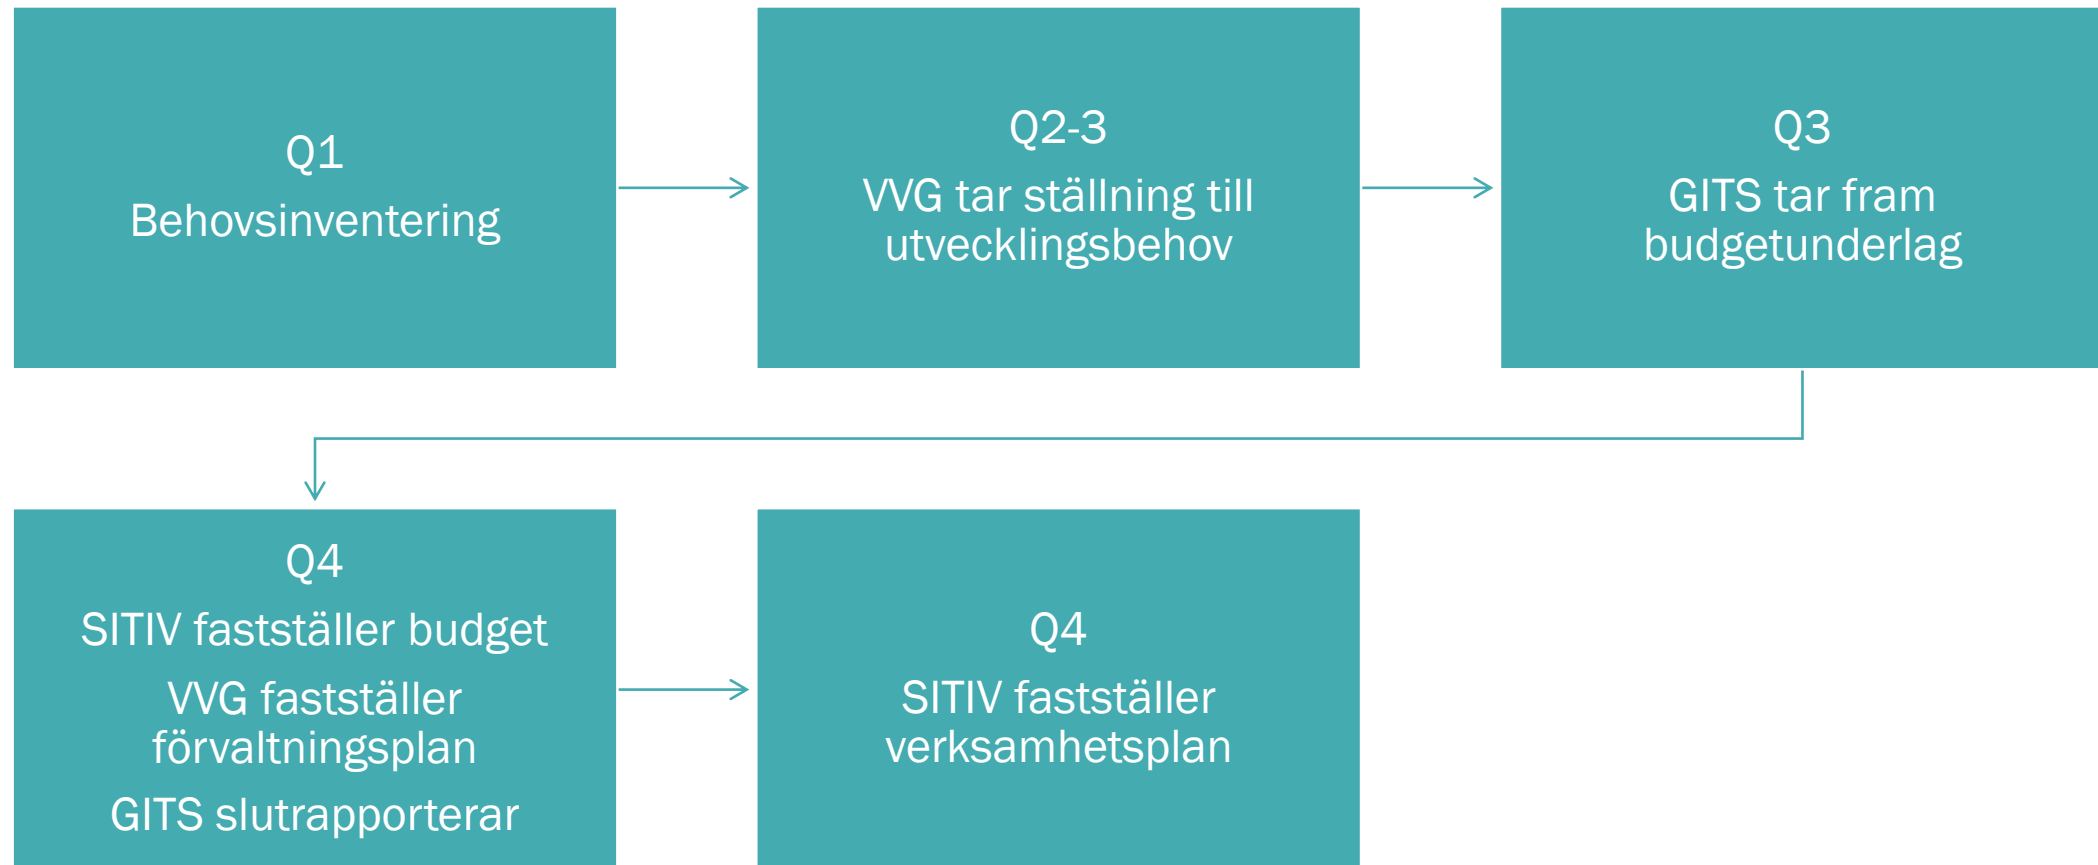 Q1
Behovsinventering
Q2-3
VVG tar ställning till
utvecklingsbehov
Q3
GITS tar fram
budgetunderlag
Q4
SITIV fastställer budget
VVG fastställer
förvaltningsplan
GITS slutrapporterar
Q4
SITIV fastställer
verksamhetsplan